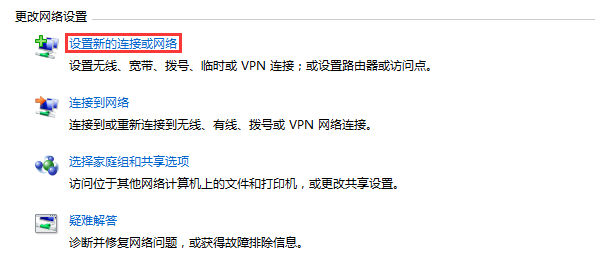 更改网络设置
设置新的连接或网络
设置无线、宽带、拨号、临时或 VPN 连接；或设置路由器或访问点。
连接到网络
连接到或重新连接到无线、有线、拨号或 VPN 网络连接。
选择家庭组和共享选项
访问位于其他网络计算机上的文件和打印机，或更改共享设置。
疑难解答
诊断并修复网络问题，或获得故障排除信息。